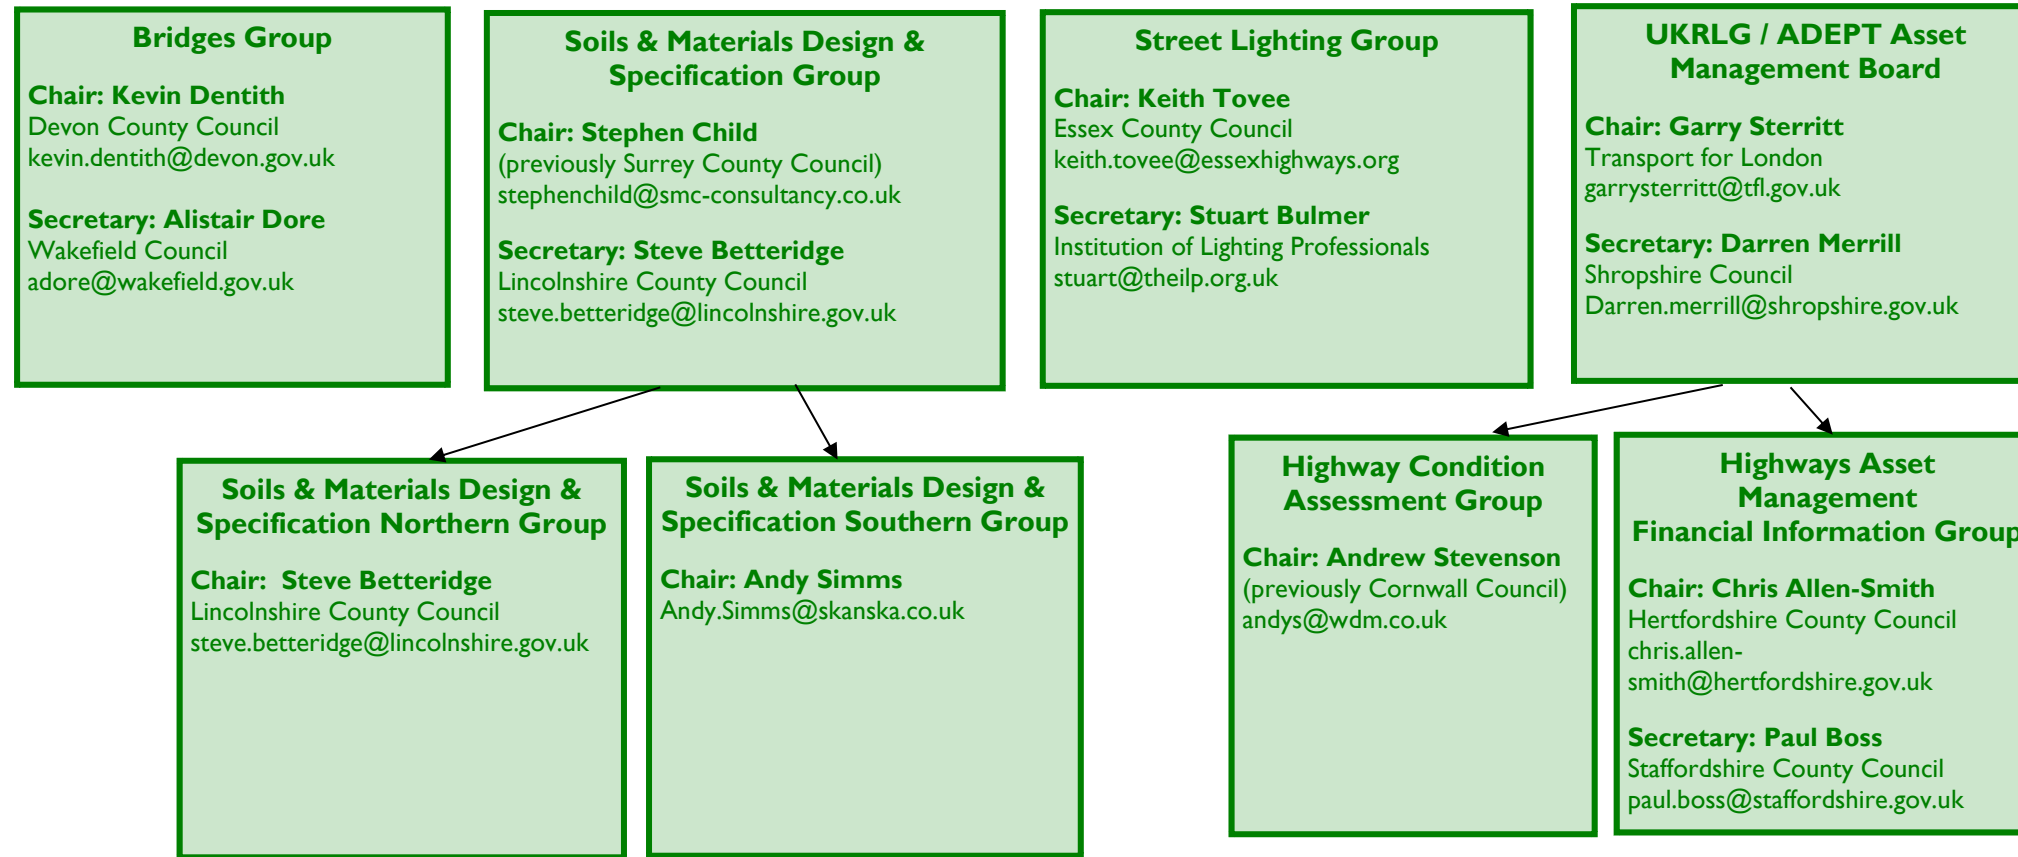 Bridges Group
Chair: Kevin Dentith
Devon County Council
kevin.dentith@devon.gov.uk
Secretary: Alistair Dore
Wakefield Council
adore@wakefield.gov.uk
Soils & Materials Design &
Specification Group
Chair: Stephen Child
(previously Surrey County Council)
stephenchild@smc-consultancy.co.uk
Secretary: Steve Betteridge
Lincolnshire County Council
steve.betteridge@lincolnshire.gov.uk
Street Lighting Group
Chair: Keith Tovee
Essex County Council
keith.tovee@essexhighways.org
Secretary: Stuart Bulmer
Institution of Lighting Professionals
stuart@theilp.org.uk
UKRLG / ADEPT Asset
Management Board
Chair: Garry Sterritt
Transport for London
garrysterritt@tfl.gov.uk
Secretary: Darren Merrill
Shropshire Council
Darren.merrill@shropshire.gov.uk
Soils & Materials Design &
Specification Northern Group
Chair:  Steve Betteridge
Lincolnshire County Council
steve.betteridge@lincolnshire.gov.uk
Soils & Materials Design &
Specification Southern Group
Chair: Andy Simms
Andy.Simms@skanska.co.uk
Highway Condition
Assessment Group
Chair: Andrew Stevenson
(previously Cornwall Council)
andys@wdm.co.uk
Highways Asset
Management
Financial Information Group
Chair: Chris Allen-Smith
Hertfordshire County Council
chris.allen-
smith@hertfordshire.gov.uk
Secretary: Paul Boss
Staffordshire County Council
paul.boss@staffordshire.gov.uk